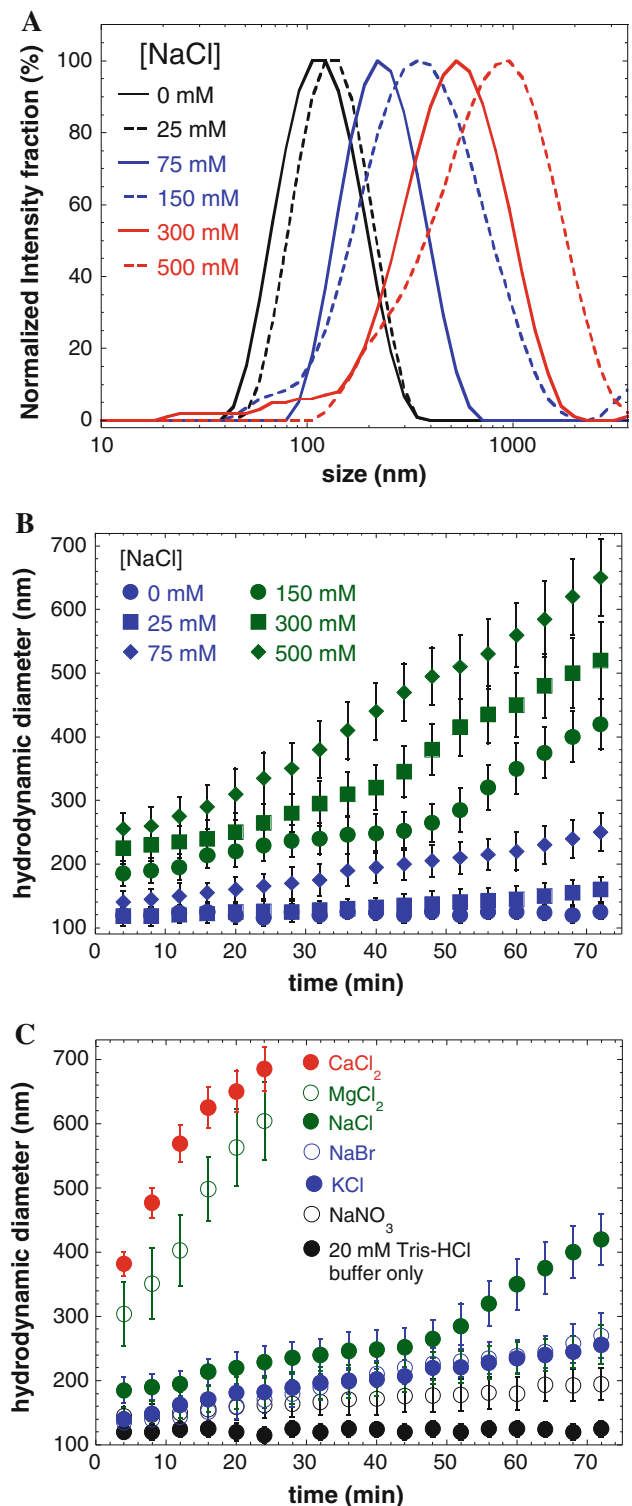 A
[NaCl]
0 mM
25 mM
75 mM
150 mM
300 mM
500 mM
Normalized Intensity fraction (%)
100
80
60
40
20
0
10
100
1000
size (nm)
B
[NaCl]
0 mM
25 mM
75 mM
150 mM
300 mM
500 mM
hydrodynamic diameter (nm)
700
600
500
400
300
200
100
0
10
20
30
40
50
60
70
time (min)
C
CaCl₂
MgCl₂
NaCl
NaBr
KCl
NaNO₃
20 mM Tris-HCl
buffer only
hydrodynamic diameter (nm)
700
600
500
400
300
200
100
0
10
20
30
40
50
60
70
time (min)